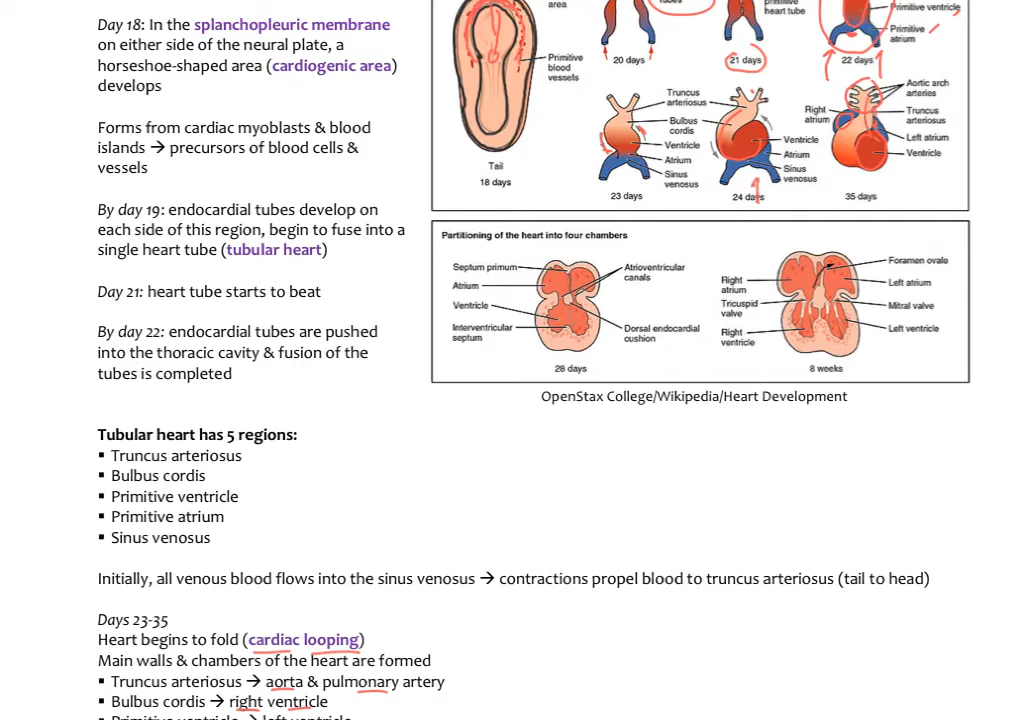 Day 18: In the splanchopleuric membrane
on either side of the neural plate, a
horseshoe-shaped area (cardiogenic area)
develops
Forms from cardiac myoblasts & blood
islands → precursors of blood cells &
vessels
By day 19: endocardial tubes develop on
each side of this region, begin to fuse into a
single heart tube (tubular heart)
Day 21: heart tube starts to beat
By day 22: endocardial tubes are pushed
into the thoracic cavity & fusion of the
tubes is completed
area
Primitive
blood
vessels
Tail
18 days
20 days
heart tube
21 days
Primitive ventricle
Primitive
atrium
22 days
Truncus
arteriosus
Bulbus
cordis
Ventricle
Atrium
Sinus
venosus
23 days
Ventricle
Atrium
Sinus
venosus
24 days
Right
atrium
Aortic arch
arteries
Truncus
arteriosus
Left atrium
Ventricle
35 days
Partitioning of the heart into four chambers
Septum primum
Atrium
Ventricle
Interventricular
septum
Atrioventricular
canals
Dorsal endocardial
cushion
28 days
Right
atrium
Tricuspid
valve
Right
ventricle
Foramen ovale
Left atrium
Mitral valve
Left ventricle
8 weeks
OpenStax College/Wikipedia/Heart Development
Tubular heart has 5 regions:
▪ Truncus arteriosus
▪ Bulbus cordis
▪ Primitive ventricle
▪ Primitive atrium
▪ Sinus venosus
Initially, all venous blood flows into the sinus venosus → contractions propel blood to truncus arteriosus (tail to head)
Days 23-35
Heart begins to fold (cardiac looping)
Main walls & chambers of the heart are formed
▪ Truncus arteriosus → aorta & pulmonary artery
▪ Bulbus cordis → right ventricle
▪ Primitive ventricle → left ventricle